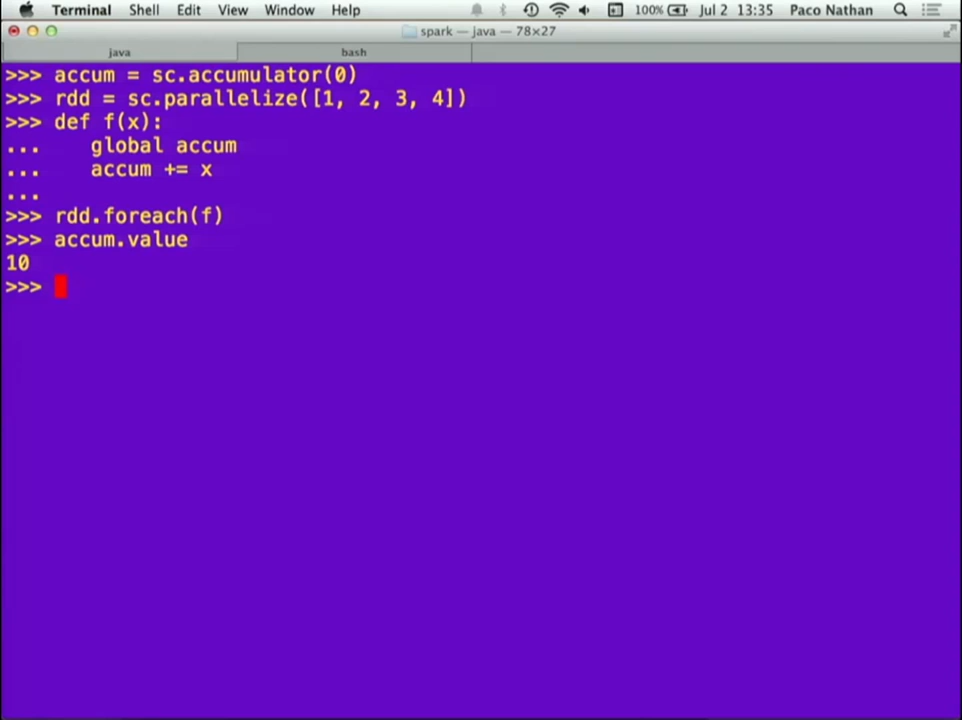 Terminal Shell Edit View Window Help 100% Jul 2 13:35 Paco Nathan
spark — java — 78×27
java bash
>>> accum = sc.accumulator(0)
>>> rdd = sc.parallelize([1, 2, 3, 4])
>>> def f(x):
...    global accum
...    accum += x
...
>>> rdd.foreach(f)
>>> accum.value
10
>>>